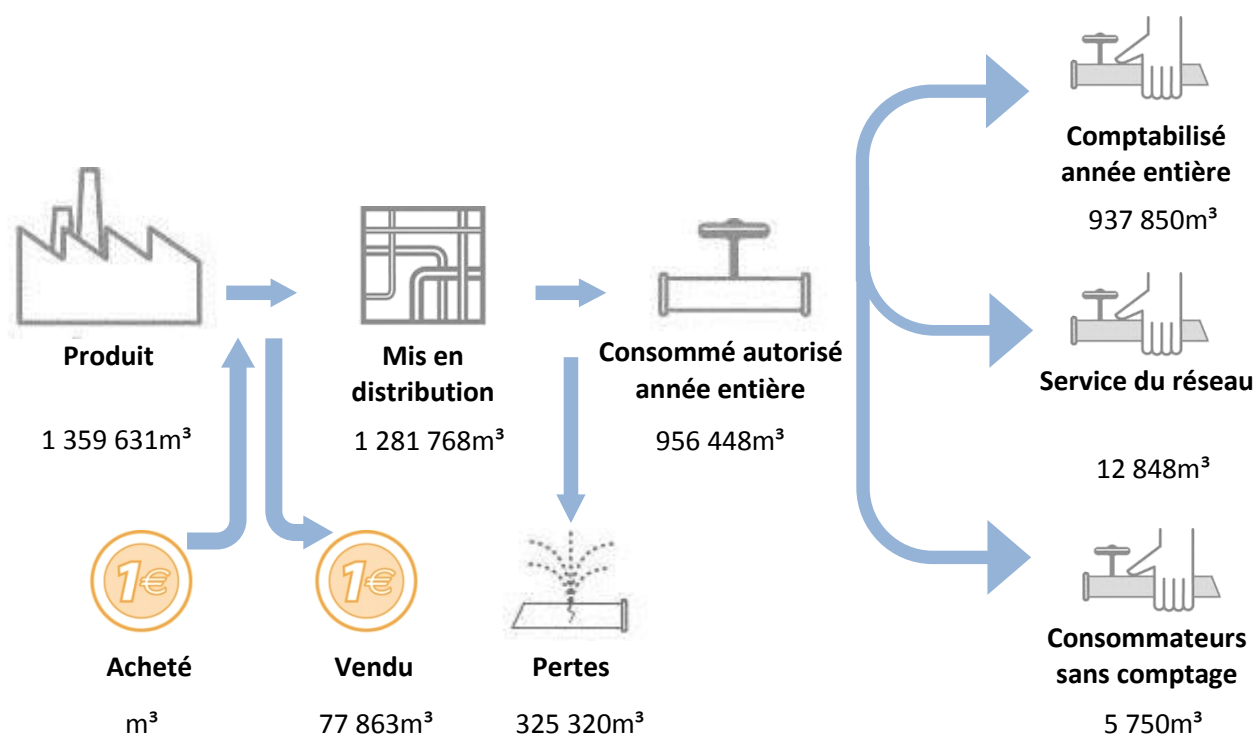 Comptabilisé
année entière
937 850m³
Produit
1 359 631m³
Mis en
distribution
1 281 768m³
Consommé autorisé
année entière
956 448m³
Service du réseau
12 848m³
1€
Acheté
m³
1€
Vendu
77 863m³
Pertes
325 320m³
Consommateurs
sans comptage
5 750m³